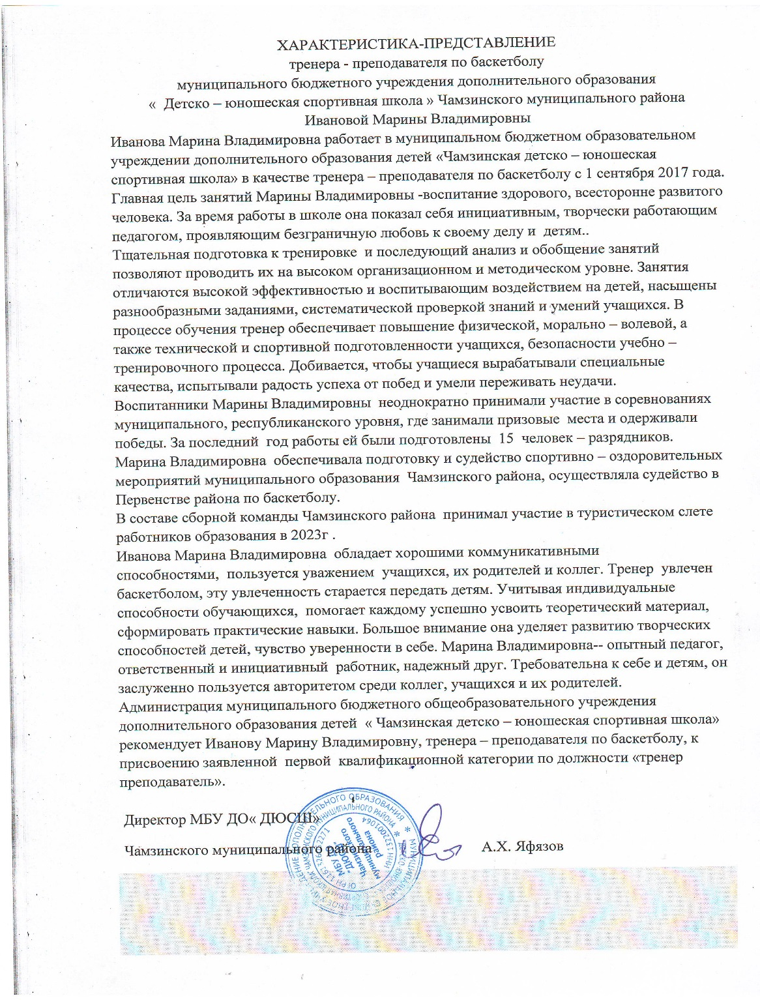 ХАРАКТЕРИСТИКА-ПРЕДСТАВЛЕНИЕ
тренера - преподавателя по баскетболу
муниципального бюджетного учреждения дополнительного образования
«  Детско – юношеская спортивная школа » Чамзинского муниципального района
Ивановой Марины Владимировны
Иванова Марина Владимировна работает в муниципальном бюджетном образовательном
учреждении дополнительного образования детей «Чамзинская детско – юношеская
спортивная школа» в качестве тренера – преподавателя по баскетболу с 1 сентября 2017 года.
Главная цель занятий Марины Владимировны -воспитание здорового, всесторонне развитого
человека. За время работы в школе она показал себя инициативным, творчески работающим
педагогом, проявляющим безграничную любовь к своему делу и  детям..
Тщательная подготовка к тренировке  и последующий анализ и обобщение занятий
позволяют проводить их на высоком организационном и методическом уровне. Занятия
отличаются высокой эффективностью и воспитывающим воздействием на детей, насыщены
разнообразными заданиями, систематической проверкой знаний и умений учащихся. В
процессе обучения тренер обеспечивает повышение физической, морально – волевой, а
также технической и спортивной подготовленности учащихся, безопасности учебно –
тренировочного процесса. Добивается, чтобы учащиеся вырабатывали специальные
качества, испытывали радость успеха от побед и умели переживать неудачи.
Воспитанники Марины Владимировны  неоднократно принимали участие в соревнованиях
муниципального, республиканского уровня, где занимали призовые  места и одерживали
победы. За последний  год работы ей были подготовлены  15  человек – разрядников.
Марина Владимировна  обеспечивала подготовку и судейство спортивно – оздоровительных
мероприятий муниципального образования  Чамзинского района, осуществляла судейство в
Первенстве района по баскетболу.
В составе сборной команды Чамзинского района  принимал участие в туристическом слете
работников образования в 2023г .
Иванова Марина Владимировна  обладает хорошими коммуникативными
способностями,  пользуется уважением  учащихся, их родителей и коллег. Тренер  увлечен
баскетболом, эту увлеченность старается передать детям. Учитывая индивидуальные
способности обучающихся,  помогает каждому успешно усвоить теоретический материал,
сформировать практические навыки. Большое внимание она уделяет развитию творческих
способностей детей, чувство уверенности в себе. Марина Владимировна-- опытный педагог,
ответственный и инициативный  работник, надежный друг. Требовательна к себе и детям, он
заслуженно пользуется авторитетом среди коллег, учащихся и их родителей.
Администрация муниципального бюджетного общеобразовательного учреждения
дополнительного образования детей  « Чамзинская детско – юношеская спортивная школа»
рекомендует Иванову Марину Владимировну, тренера – преподавателя по баскетболу, к
присвоению заявленной  первой  квалификационной категории по должности «тренер
преподаватель».
Директор МБУ ДО« ДЮСШ»
Чамзинского муниципального района
А.Х. Яфязов
МБУ ДО
"ДЮСШ"
Чамзинского
муниципального
района